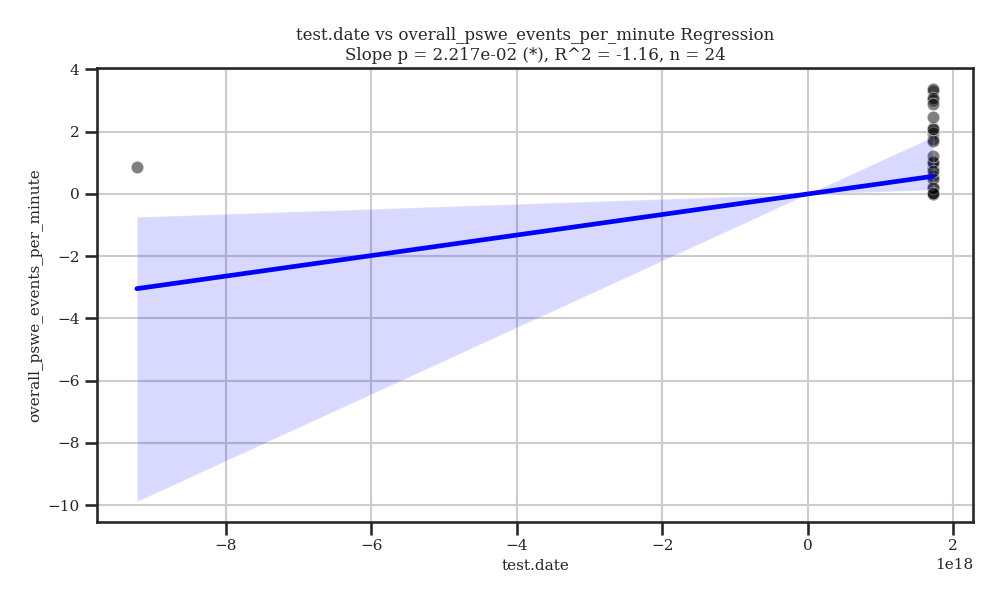 test.date vs overall_pswe_events_per_minute Regression
Slope p = 2.217e-02 (*), R^2 = -1.16, n = 24
4
2
0
−2
−4
−6
−8
−10
overall_pswe_events_per_minute
−8
−6
−4
−2
0
2
1e18
test.date